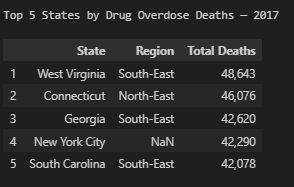 Top 5 States by Drug Overdose Deaths — 2017
State Region Total Deaths
1 West Virginia South-East 48,643
2 Connecticut North-East 46,076
3 Georgia South-East 42,620
4 New York City NaN 42,290
5 South Carolina South-East 42,078